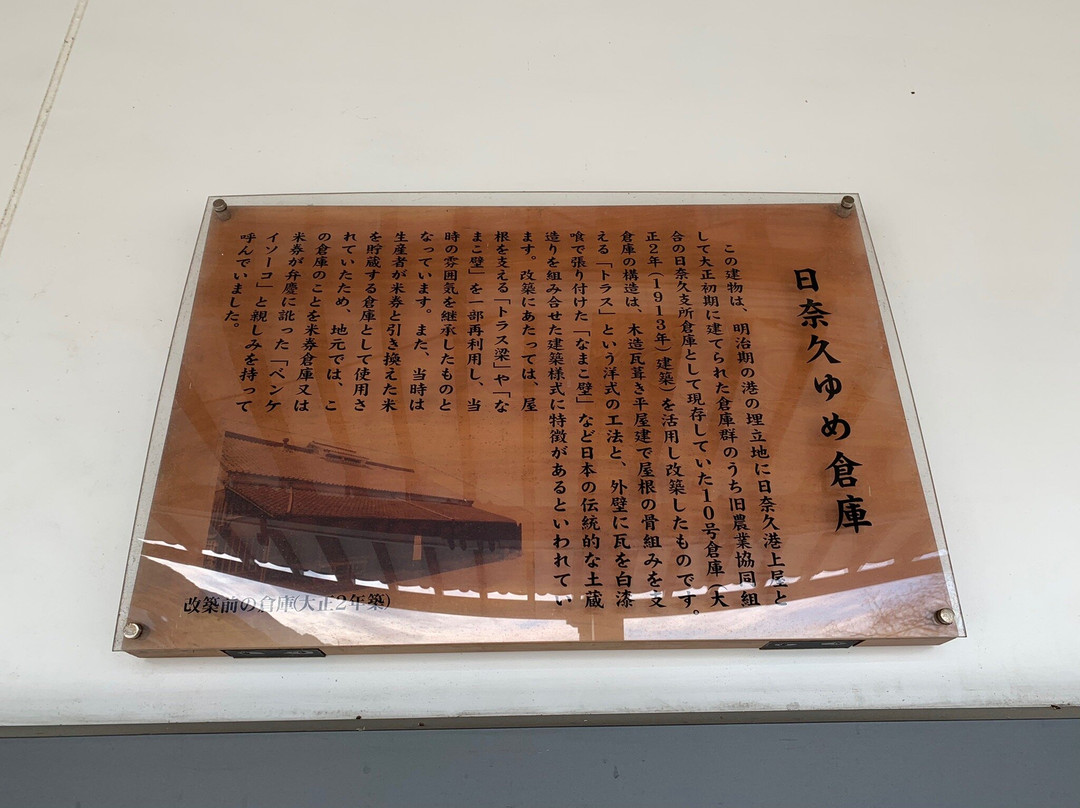 日奈久ゆめ倉庫
この建物は、明治期の港の埋立地に日奈久港上屋と
して大正初期に建てられた倉庫群のうち旧農業協同組
合の日奈久支所倉庫として現存していた10号倉庫（大
正2年（1913年）建築）を活用し改築したものです。
倉庫の構造は、木造瓦葺き平屋建で屋根の骨組みを支
える「トラス」という洋式の工法と、外壁に瓦を白漆
喰で張り付けた「なまこ壁」など日本の伝統的な土蔵
造りを組み合せた建築様式に特徴があるといわれてい
ます。改築にあたっては、屋
根を支える「トラス梁」や「な
まこ壁」を一部再利用し、当
時の雰囲気を継承したものと
なっています。また、当時は
生産者が米券と引き換えた米
を貯蔵する倉庫として使用さ
れていたため、地元では、こ
の倉庫のことを米券倉庫又は
米券が弁慶に訛った「ベンケ
イソーコ」と親しみを持って
呼んでいました。
改築前の倉庫(大正2年築)